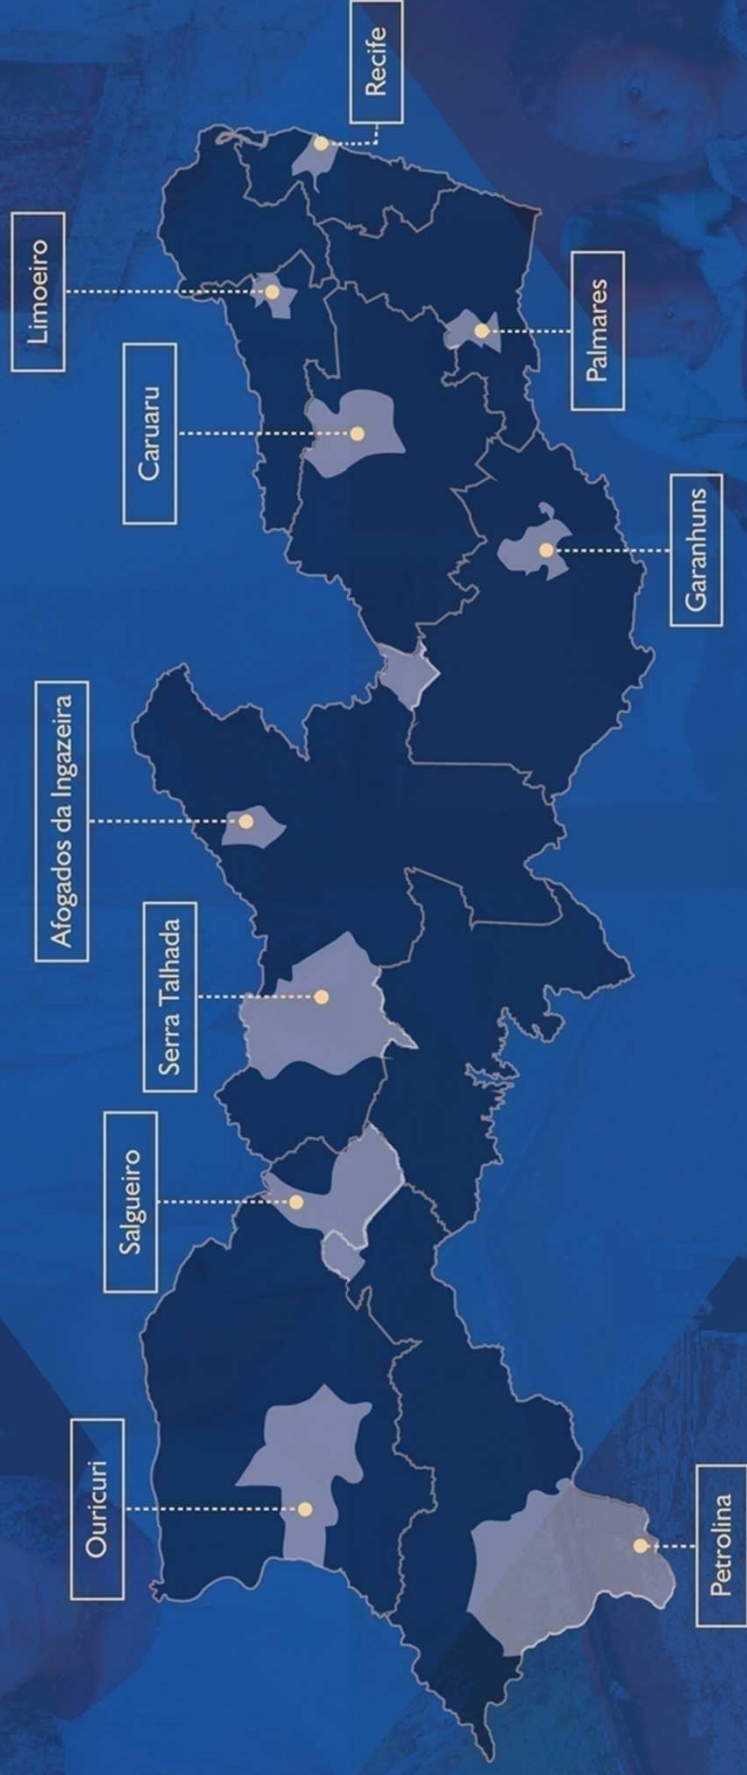 Ouricuri
Petrolina
Salgueiro
Serra Talhada
Afogados da Ingazeira
Garanhuns
Caruaru
Palmares
Limoeiro
Recife